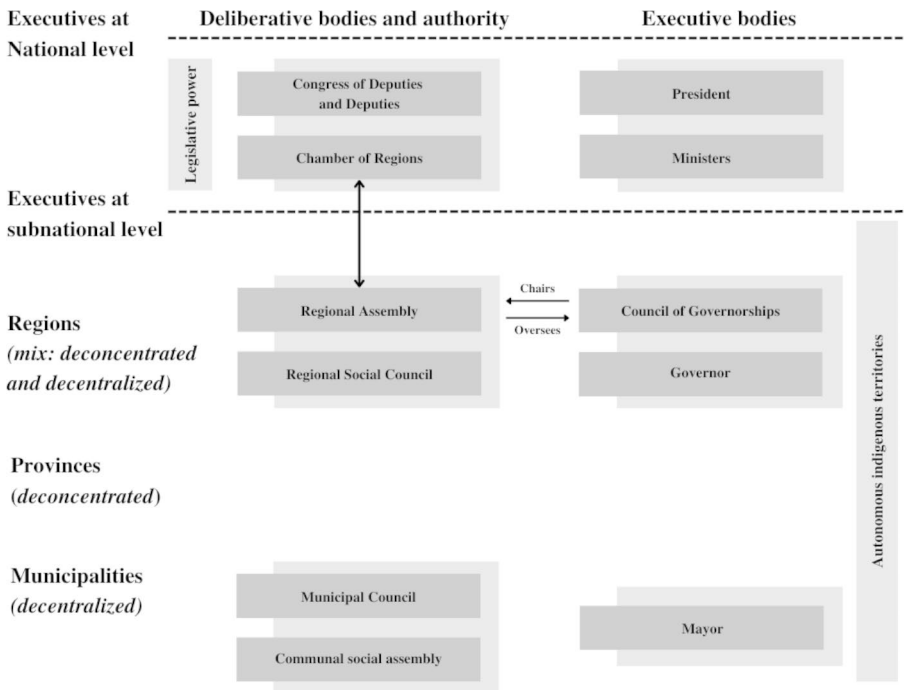 Executives at
National level
Deliberative bodies and authority
Executive bodies
Legislative power
Congress of Deputies
and Deputies
President
Chamber of Regions
Ministers
Executives at
subnational level
Regions
(mix: deconcentrated
and decentralized)
Regional Assembly
Chairs
Oversees
Council of Governorships
Regional Social Council
Governor
Autonomous indigenous territories
Provinces
(deconcentrated)
Municipalities
(decentralized)
Municipal Council
Mayor
Communal social assembly